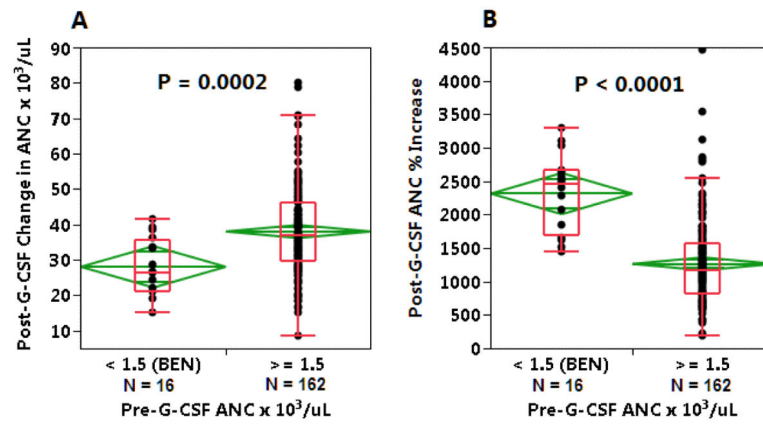 A
Post-G-CSF Change in ANC x 10³/uL
90
80
70
60
50
40
30
20
10
P = 0.0002
< 1.5 (BEN)
N = 16
>= 1.5
N = 162
Pre-G-CSF ANC x 10³/uL
B
Post-G-CSF ANC % Increase
4500
4000
3500
3000
2500
2000
1500
1000
500
0
P < 0.0001
< 1.5 (BEN)
N = 16
>= 1.5
N = 162
Pre-G-CSF ANC x 10³/uL